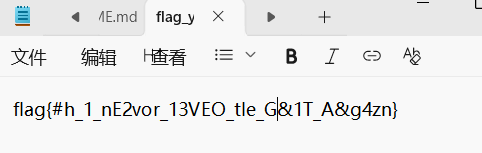 ME.md
flag_y
文件 编辑 H 查看 B I
flag{#h_1_nE2vor_13VEO_tle_G&1T_A&g4zn}